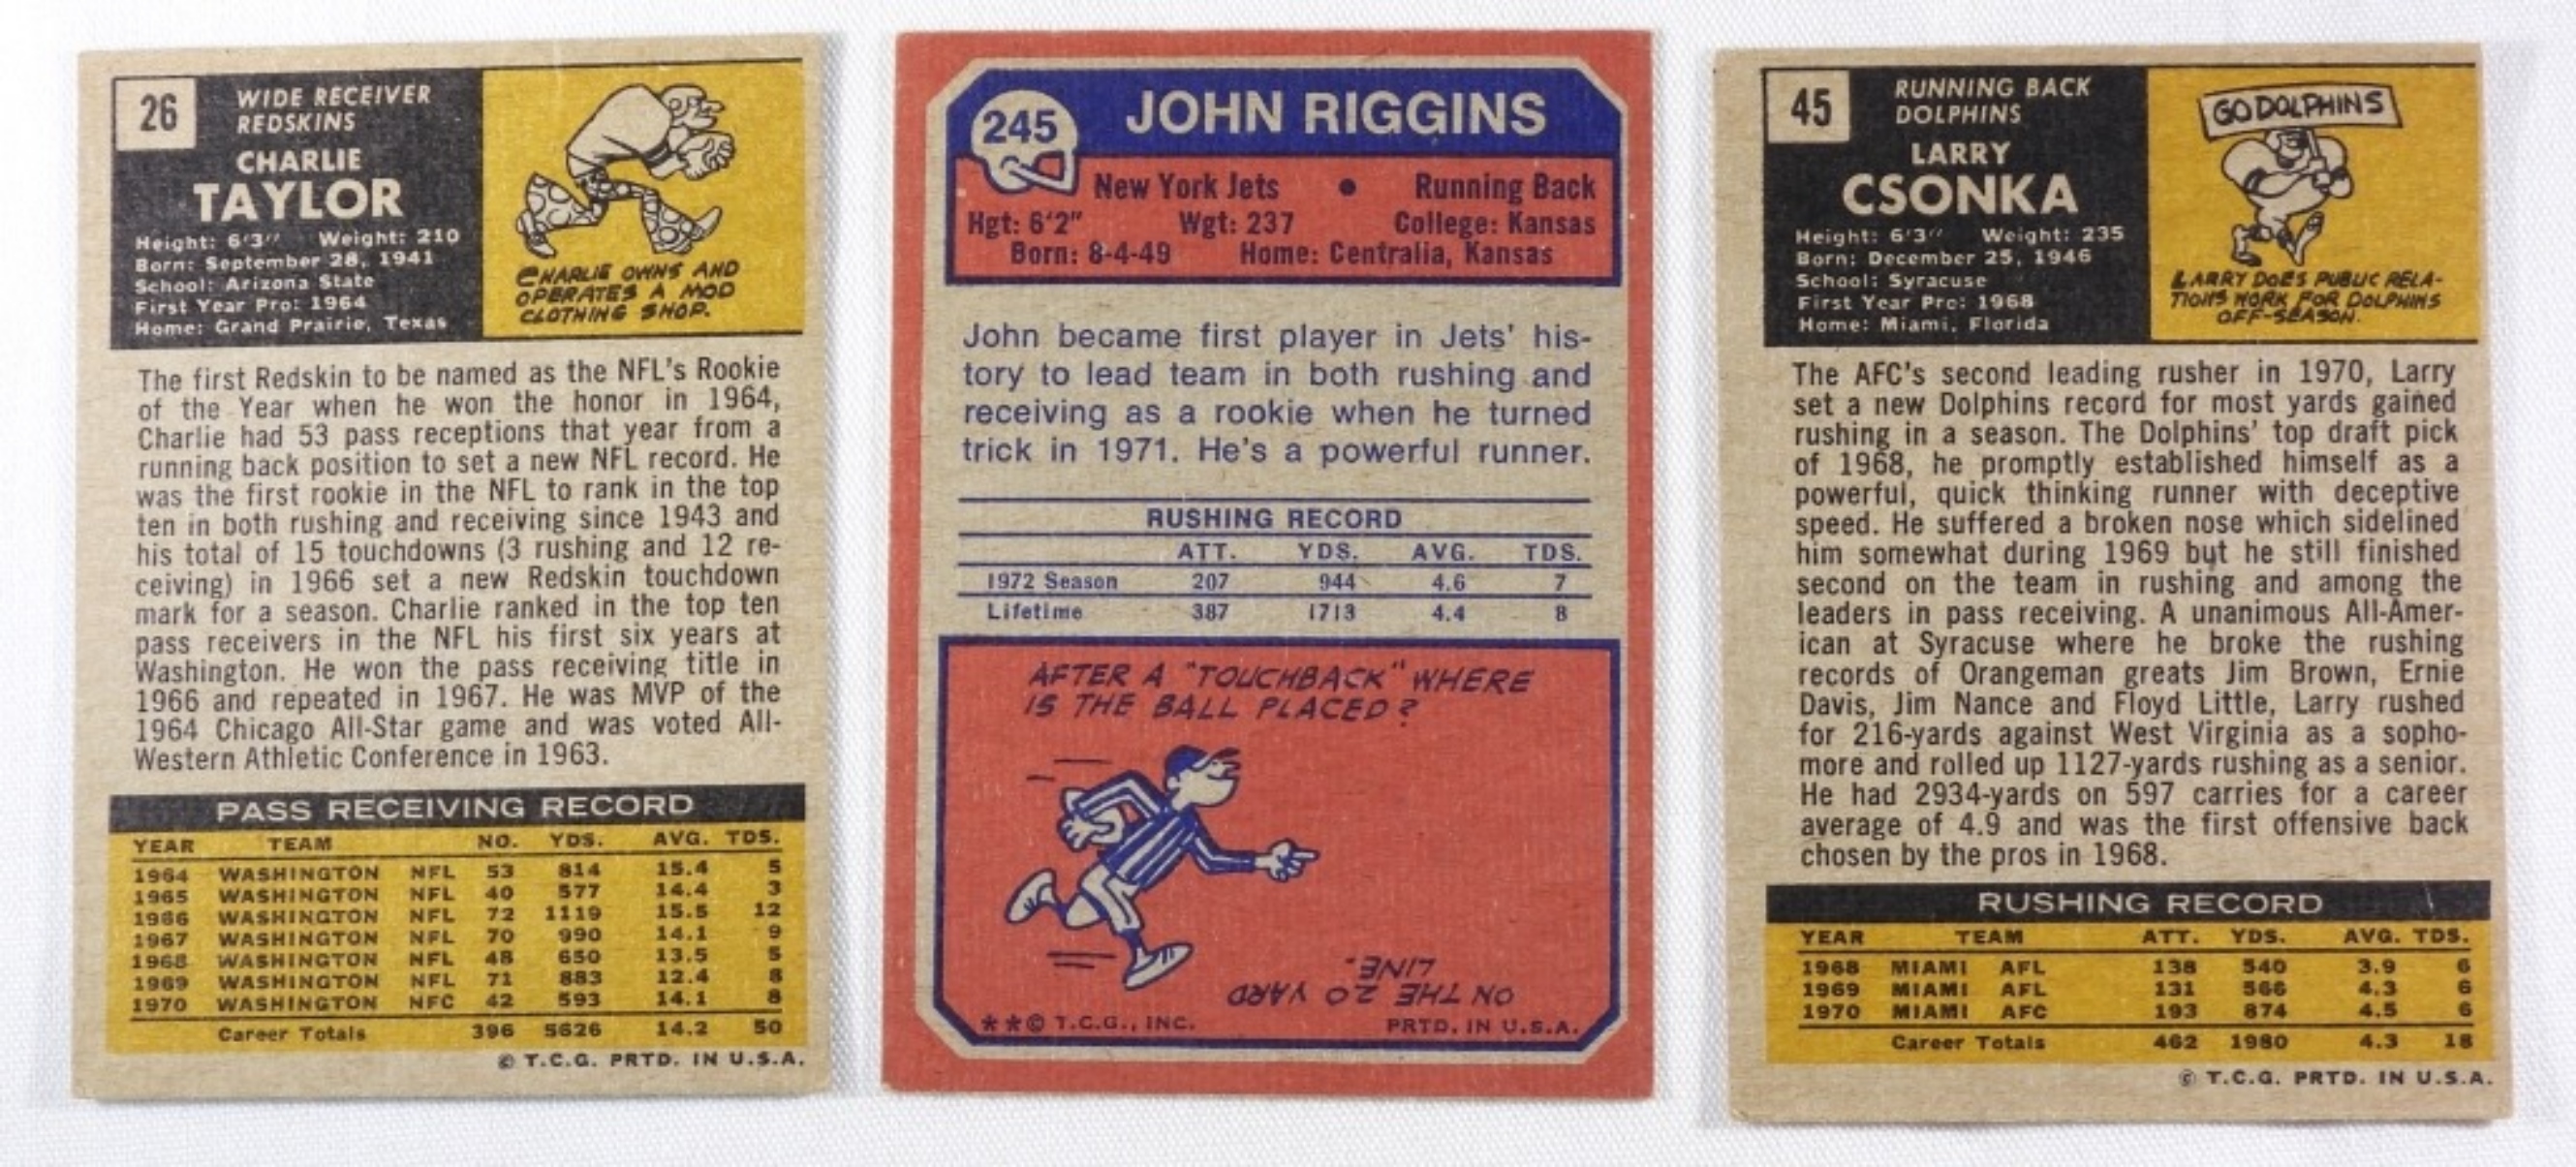 26
WIDE RECEIVER
REDSKINS
CHARLIE
TAYLOR
Height: 6'3" Weight: 210
Born: September 28, 1941
School: Arizona State
First Year Pro: 1964
Home: Grand Prairie, Texas
CHARLIE OWNS AND
OPERATES A MOD
CLOTHING SHOP.
The first Redskin to be named as the NFL's Rookie
of the Year when he won the honor in 1964,
Charlie had 53 pass receptions that year from a
running back position to set a new NFL record. He
was the first rookie in the NFL to rank in the top
ten in both rushing and receiving since 1943 and
his total of 15 touchdowns (3 rushing and 12 re-
ceiving) in 1966 set a new Redskin touchdown
mark for a season. Charlie ranked in the top ten
pass receivers in the NFL his first six years at
Washington. He won the pass receiving title in
1966 and repeated in 1967. He was MVP of the
1964 Chicago All-Star game and was voted All-
Western Athletic Conference in 1963.
PASS RECEIVING RECORD
YEAR TEAM NO. YDS. AVG. TDS.
1964 WASHINGTON NFL 53 814 15.4 5
1965 WASHINGTON NFL 40 577 14.4 3
1966 WASHINGTON NFL 72 1119 15.5 12
1967 WASHINGTON NFL 70 990 14.1 9
1968 WASHINGTON NFL 48 650 13.5 5
1969 WASHINGTON NFL 71 883 12.4 8
1970 WASHINGTON NFC 42 593 14.1 8
Career Totals 396 5626 14.2 50
© T.C.G. PRTD. IN U.S.A.
245
JOHN RIGGINS
New York Jets • Running Back
Hgt: 6'2" Wgt: 237 College: Kansas
Born: 8-4-49 Home: Centralia, Kansas
John became first player in Jets' his-
tory to lead team in both rushing and
receiving as a rookie when he turned
trick in 1971. He's a powerful runner.
RUSHING RECORD
ATT. YDS. AVG. TDS.
1972 Season 207 944 4.6 7
Lifetime 387 1713 4.4 8
AFTER A "TOUCHBACK" WHERE
IS THE BALL PLACED?
ON THE 20 YARD
LINE.
**© T.C.G., INC. PRTD. IN U.S.A.
45
RUNNING BACK
DOLPHINS
LARRY
CSONKA
Height: 6'3" Weight: 235
Born: December 25, 1946
School: Syracuse
First Year Pro: 1968
Home: Miami, Florida
GO DOLPHINS
LARRY DOES PUBLIC RELA-
TIONS WORK FOR DOLPHINS
OFF-SEASON.
The AFC's second leading rusher in 1970, Larry
set a new Dolphins record for most yards gained
rushing in a season. The Dolphins' top draft pick
of 1968, he promptly established himself as a
powerful, quick thinking runner with deceptive
speed. He suffered a broken nose which sidelined
him somewhat during 1969 but he still finished
second on the team in rushing and among the
leaders in pass receiving. A unanimous All-Amer-
ican at Syracuse where he broke the rushing
records of Orangeman greats Jim Brown, Ernie
Davis, Jim Nance and Floyd Little, Larry rushed
for 216-yards against West Virginia as a sopho-
more and rolled up 1127-yards rushing as a senior.
He had 2934-yards on 597 carries for a career
average of 4.9 and was the first offensive back
chosen by the pros in 1968.
RUSHING RECORD
YEAR TEAM ATT. YDS. AVG. TDS.
1968 MIAMI AFL 138 540 3.9 6
1969 MIAMI AFL 131 566 4.3 6
1970 MIAMI AFC 193 874 4.5 6
Career Totals 462 1980 4.3 18
© T.C.G. PRTD. IN U.S.A.